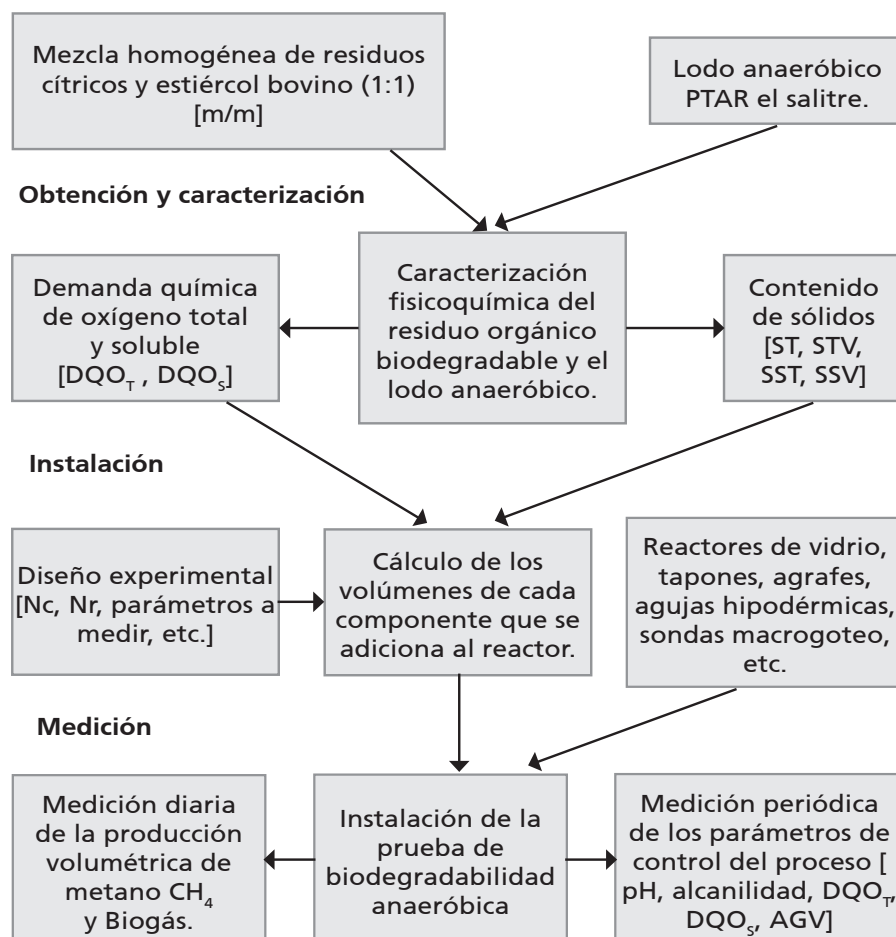 Mezcla homogénea de residuos
cítricos y estiércol bovino (1:1)
[m/m]
Lodo anaeróbico
PTAR el salitre.
Obtención y caracterización
Demanda química
de oxígeno total
y soluble
[DQO_T , DQO_S]
Caracterización
fisicoquímica del
residuo orgánico
biodegradable y el
lodo anaeróbico.
Contenido
de sólidos
[ST, STV,
SST, SSV]
Instalación
Diseño experimental
[Nc, Nr, parámetros a
medir, etc.]
Cálculo de los
volúmenes de cada
componente que se
adiciona al reactor.
Reactores de vidrio,
tapones, agrafes,
agujas hipodérmicas,
sondas macrogoteo,
etc.
Medición
Medición diaria
de la producción
volumétrica de
metano CH₄
y Biogás.
Instalación de la
prueba de
biodegradabilidad
anaeróbica
Medición periódica
de los parámetros de
control del proceso [
pH, alcanilidad, DQO_T,
DQO_S, AGV]